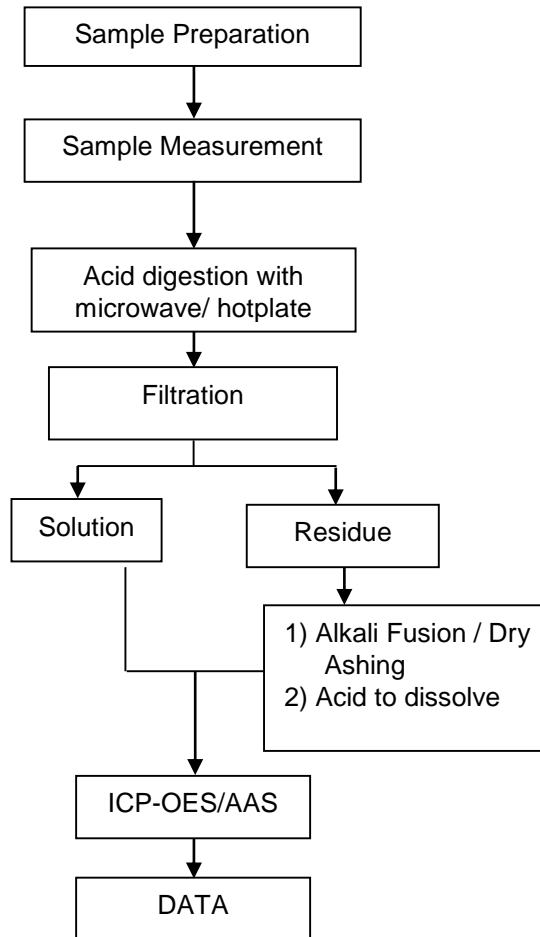 Sample Preparation
Sample Measurement
Acid digestion with
microwave/ hotplate
Filtration
Solution
Residue
1) Alkali Fusion / Dry
Ashing
2) Acid to dissolve
ICP-OES/AAS
DATA